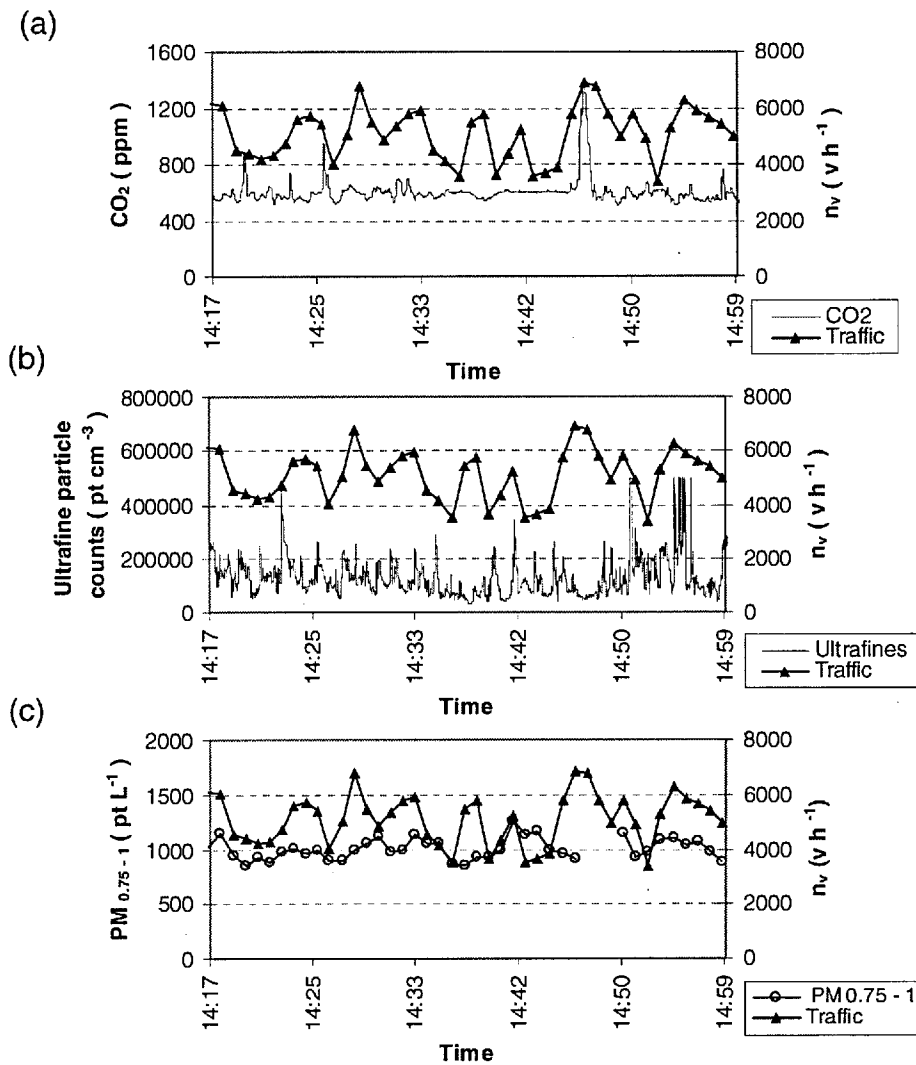 (a)
1600
1200
800
400
0
CO2 ( ppm)
8000
6000
4000
2000
0
nv ( v h-1)
14:17
14:25
14:33
14:42
14:50
14:59
Time
CO2
Traffic
(b)
800000
600000
400000
200000
0
Ultrafine particle
counts ( pt cm-3)
8000
6000
4000
2000
0
nv ( v h-1)
14:17
14:25
14:33
14:42
14:50
14:59
Time
Ultrafines
Traffic
(c)
2000
1500
1000
500
0
PM0.75-1 ( pt L-1)
8000
6000
4000
2000
0
nv (v h-1)
14:17
14:25
14:33
14:42
14:50
14:59
Time
PM0.75-1
Traffic